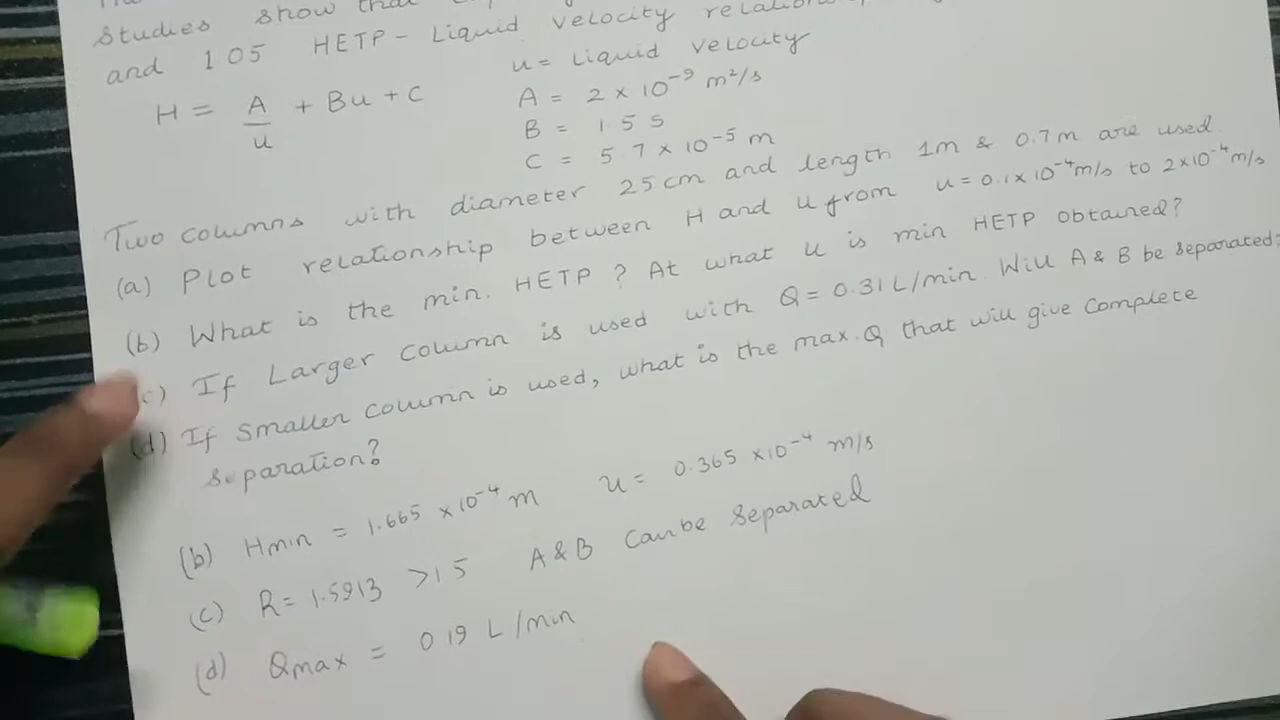 Studies show that
and 1.05 HETP - Liquid velocity
H = A/u + Bu + C
u = Liquid velocity
A = 2 × 10⁻⁹ m²/s
B = 1.5 s
C = 5.7 × 10⁻⁵ m
Two columns with diameter 25 cm and length 1m & 0.7m are used.
(a) Plot relationship between H and u from u = 0.1×10⁻⁴m/s to 2×10⁻⁴m/s
(b) What is the min. HETP? At what u is min HETP obtained?
(c) If Larger column is used with Q = 0.31 L/min. Will A & B be separated?
(d) If smaller column is used, what is the max. Q that will give complete
separation?
(b) Hmin = 1.665 × 10⁻⁴ m u = 0.365 × 10⁻⁴ m/s
(c) R = 1.5913 > 1.5 A & B can be separated
(d) Qmax = 0.19 L/min